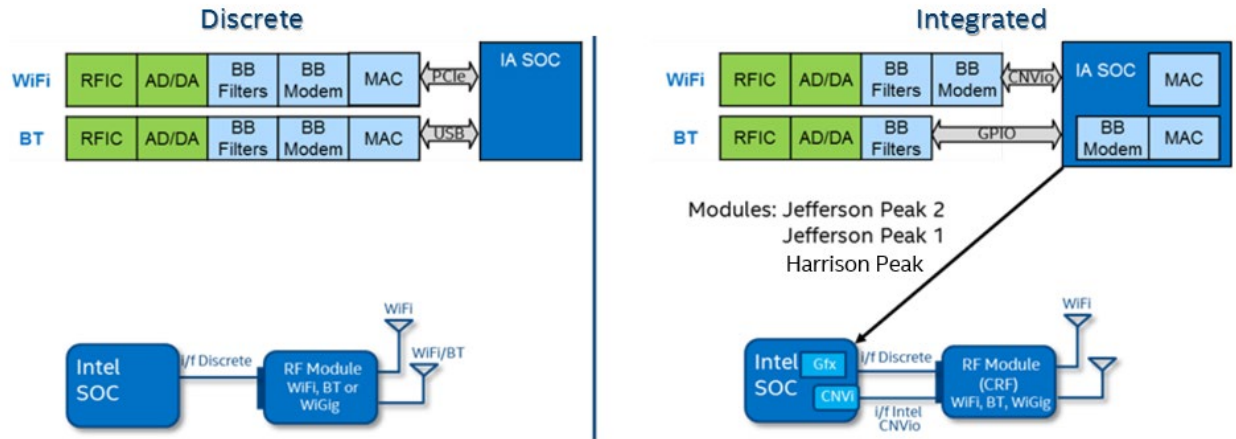 Discrete
WiFi RFIC AD/DA BB Filters BB Modem MAC PCIe IA SOC
BT RFIC AD/DA BB Filters BB Modem MAC USB
Intel SOC
i/f Discrete
RF Module
WiFi, BT or
WiGig
WiFi
WiFi/BT
Integrated
WiFi RFIC AD/DA BB Filters BB Modem CNVio IA SOC MAC
BT RFIC AD/DA BB Filters GPIO BB Modem MAC
Modules: Jefferson Peak 2
Jefferson Peak 1
Harrison Peak
Intel SOC
Gfx
CNVi
i/f Discrete
i/f Intel
CNVio
RF Module
(CRF)
WiFi, BT, WiGig
WiFi